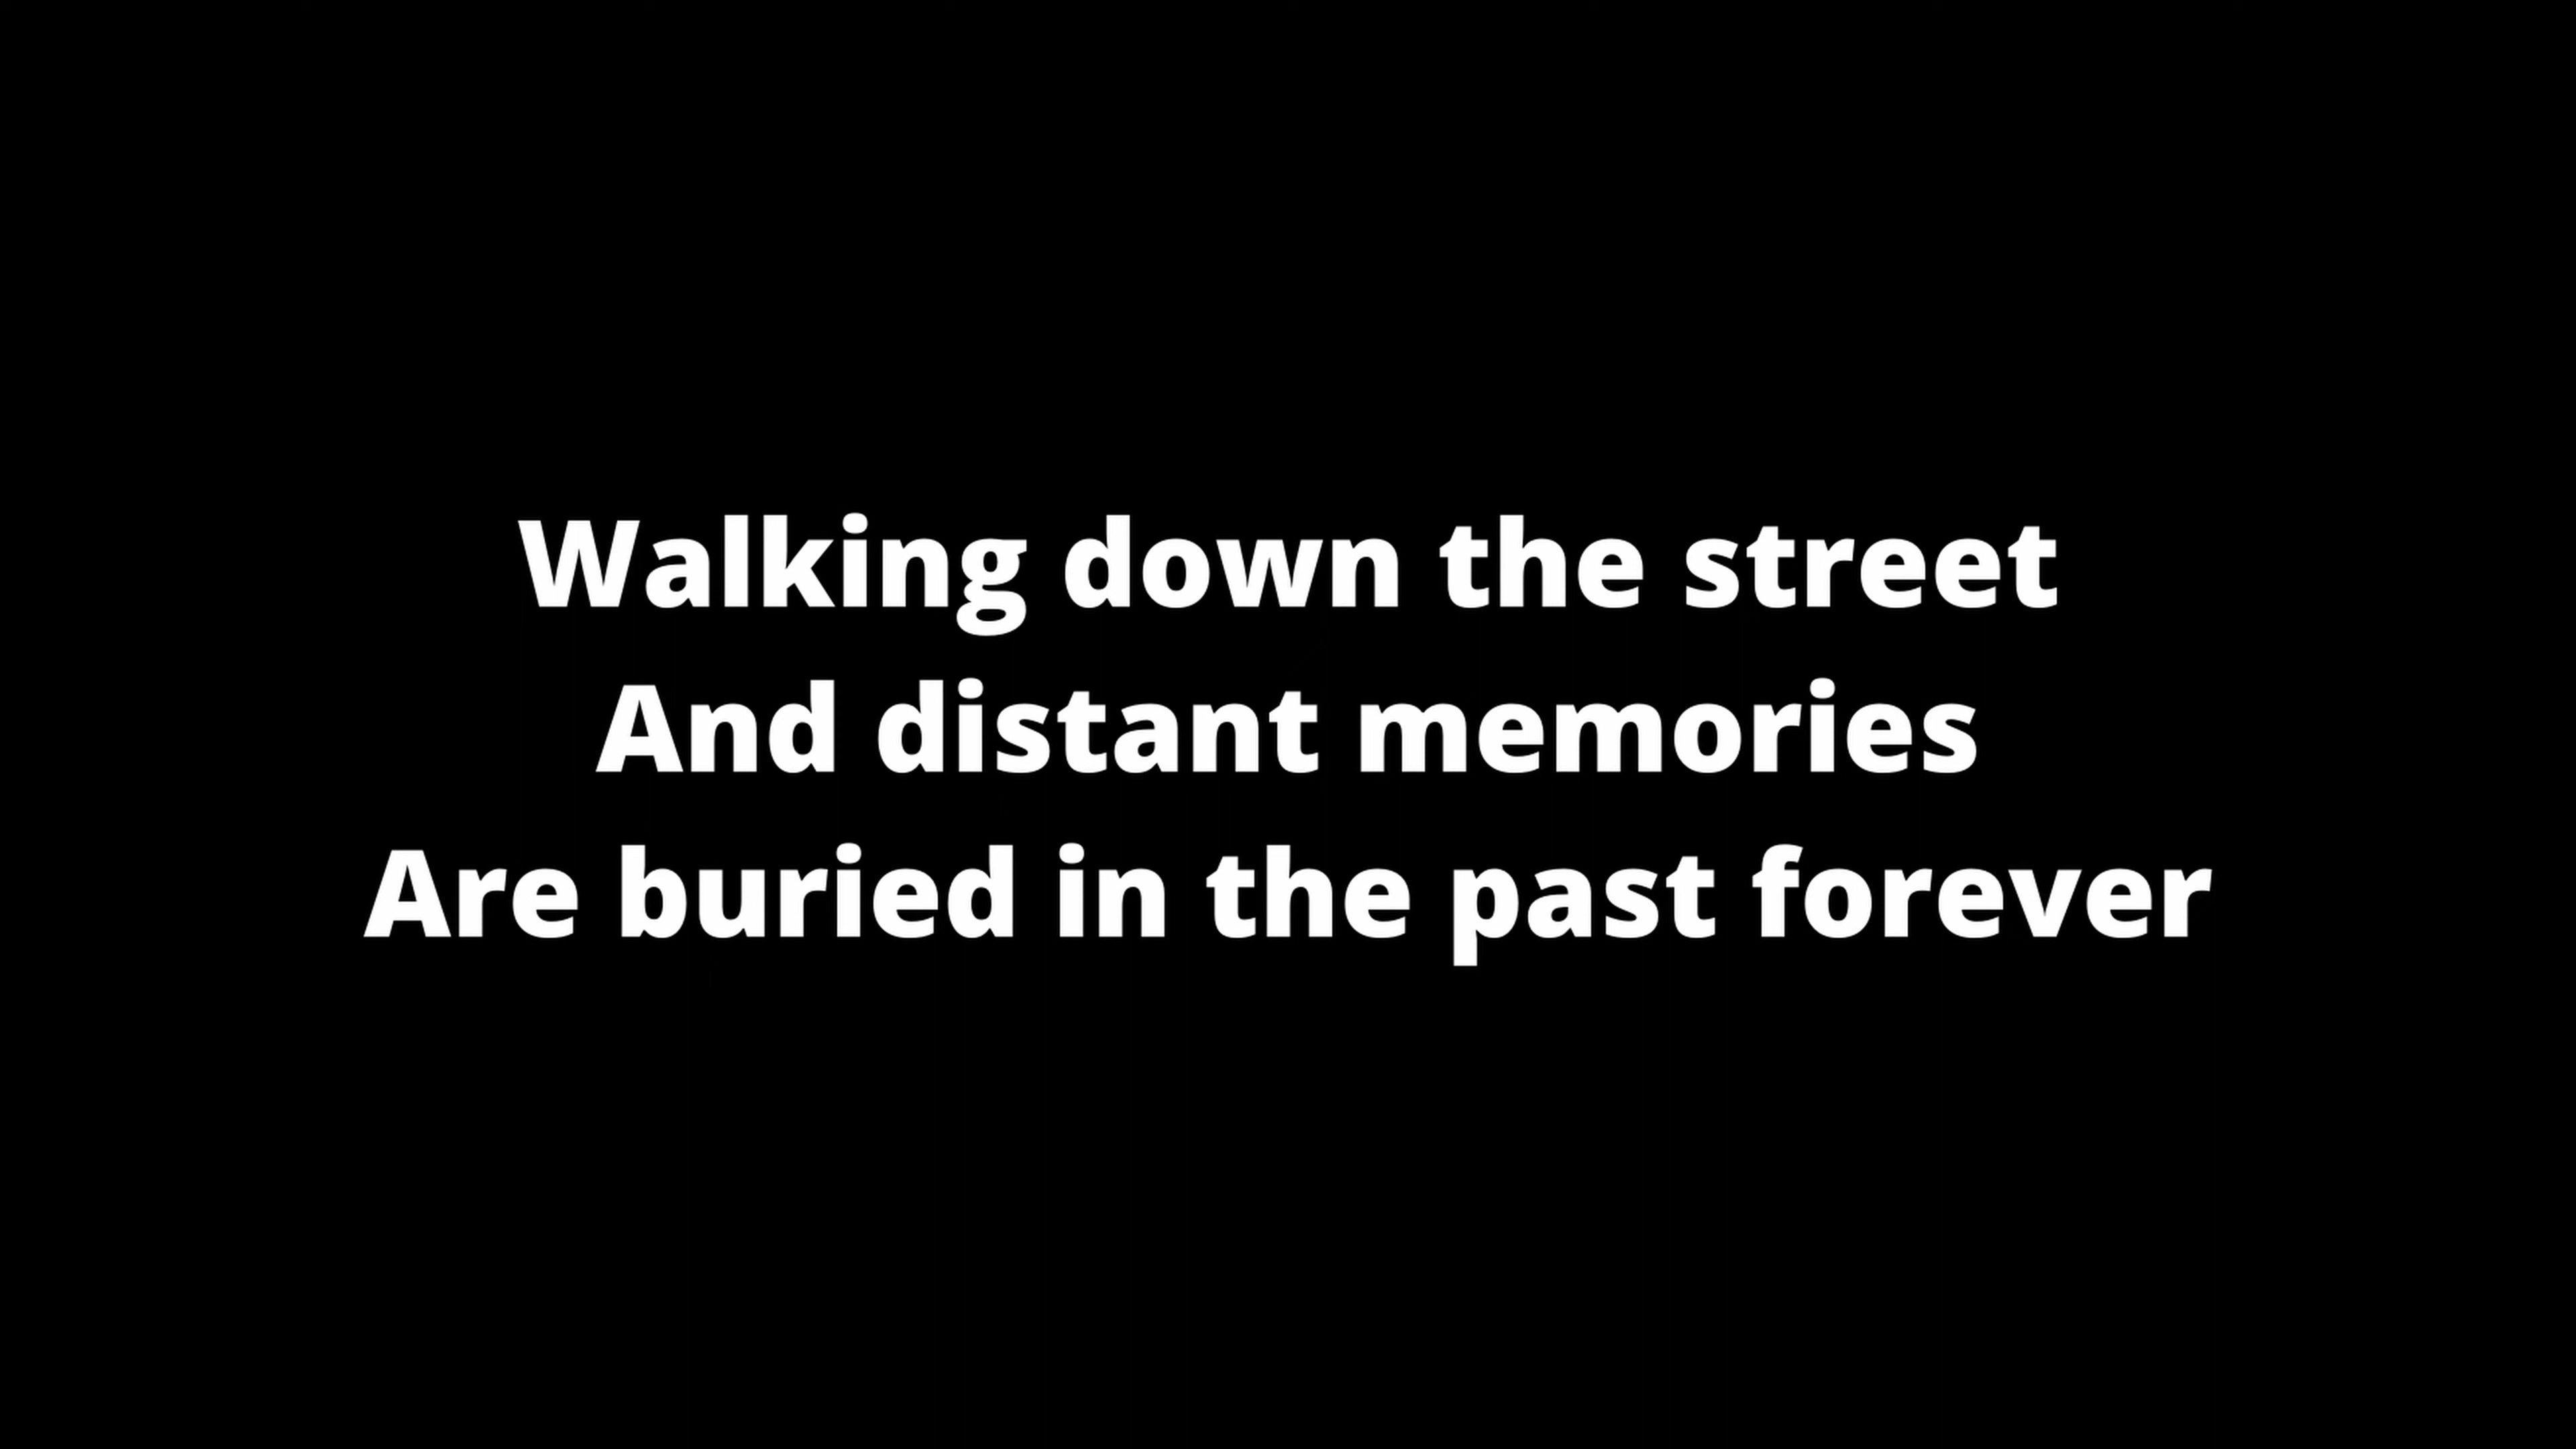 Walking down the street
And distant memories
Are buried in the past forever